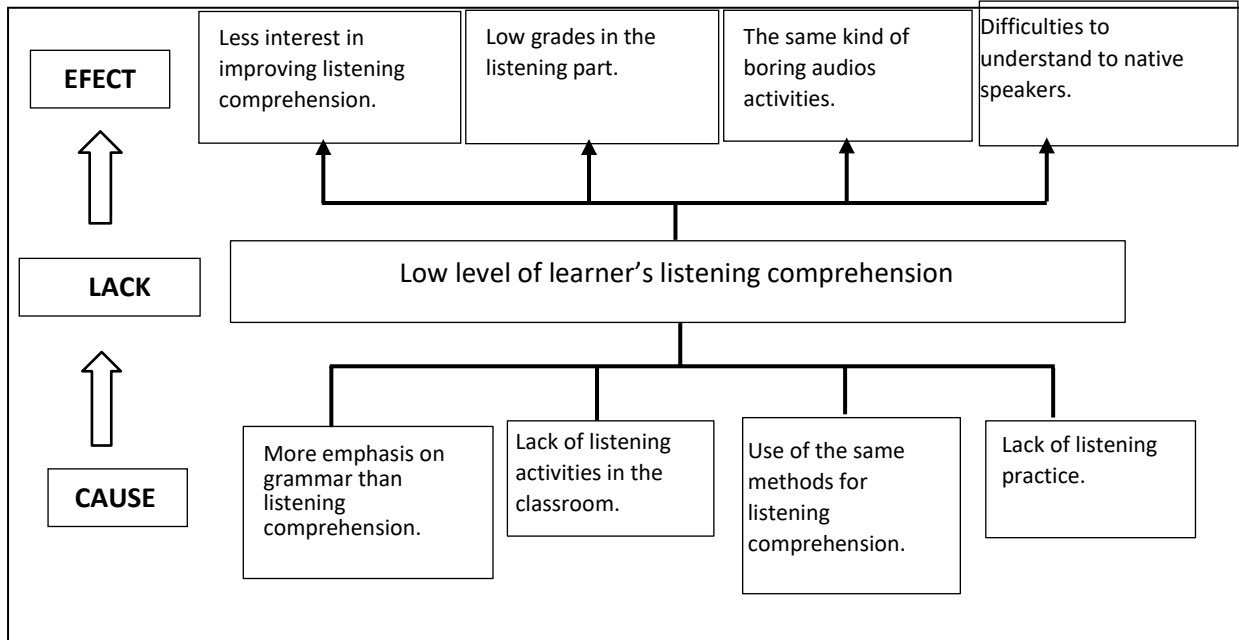 EFECT
Less interest in
improving listening
comprehension.
Low grades in the
listening part.
The same kind of
boring audios
activities.
Difficulties to
understand to native
speakers.
LACK
Low level of learner’s listening comprehension
CAUSE
More emphasis on
grammar than
listening
comprehension.
Lack of listening
activities in the
classroom.
Use of the same
methods for
listening
comprehension.
Lack of listening
practice.